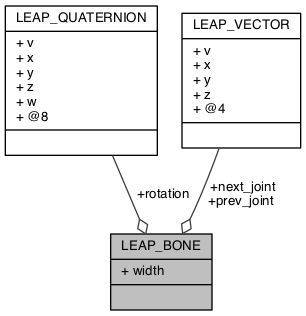 LEAP_QUATERNION
+ v
+ x
+ y
+ z
+ w
+ @8
LEAP_VECTOR
+ v
+ x
+ y
+ z
+ @4
+rotation
+next_joint
+prev_joint
LEAP_BONE
+ width